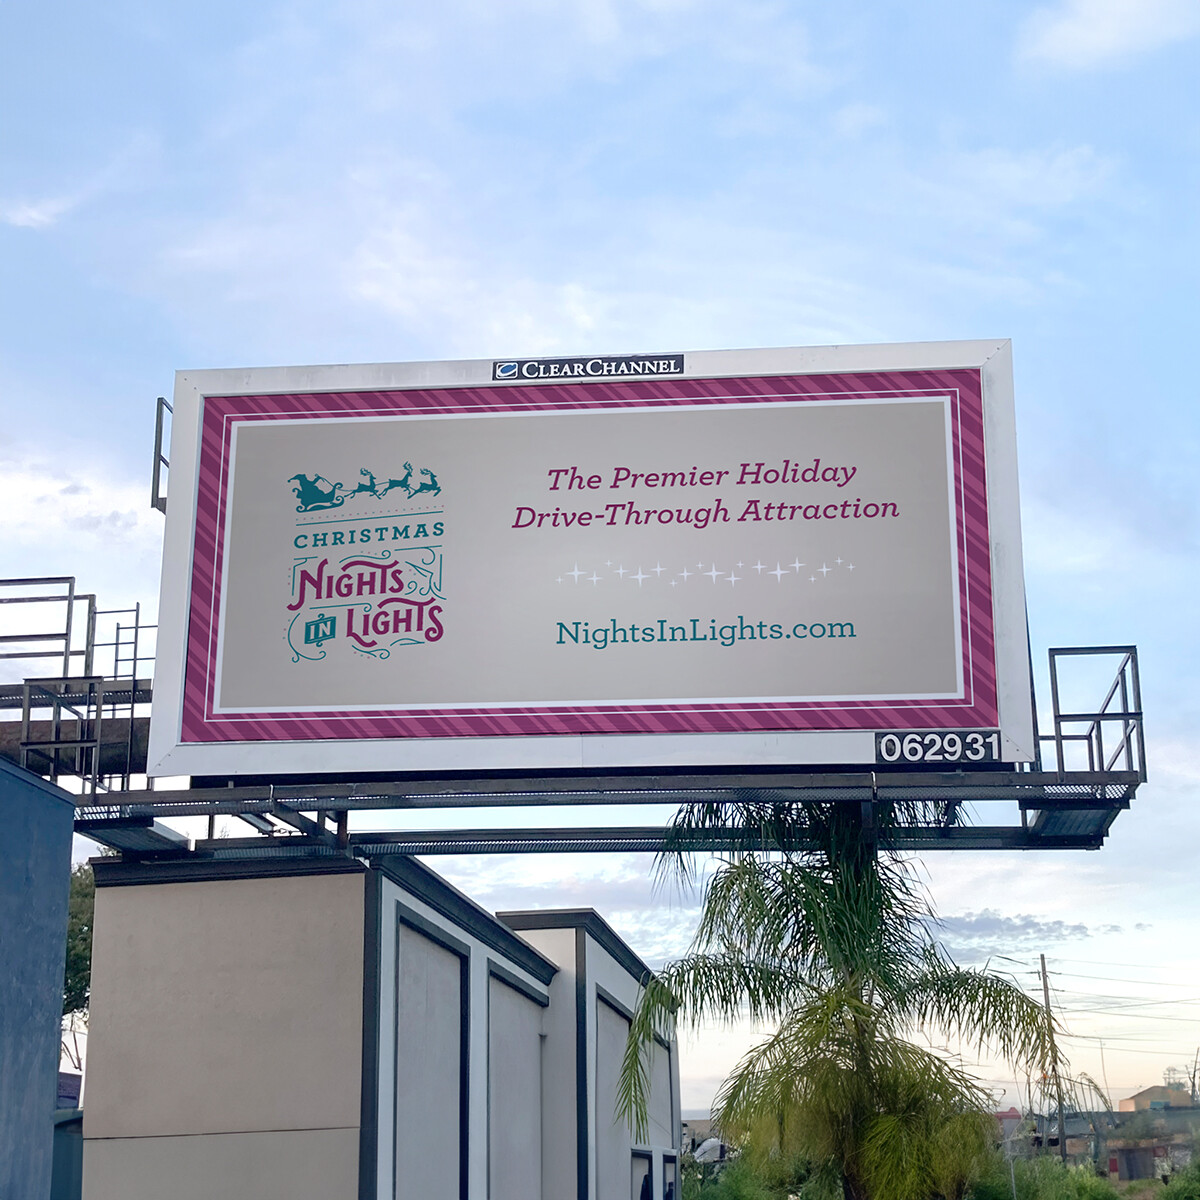 CLEARCHANNEL
CHRISTMAS
NIGHTS
IN LIGHTS
The Premier Holiday
Drive-Through Attraction
NightsInLights.com
062931